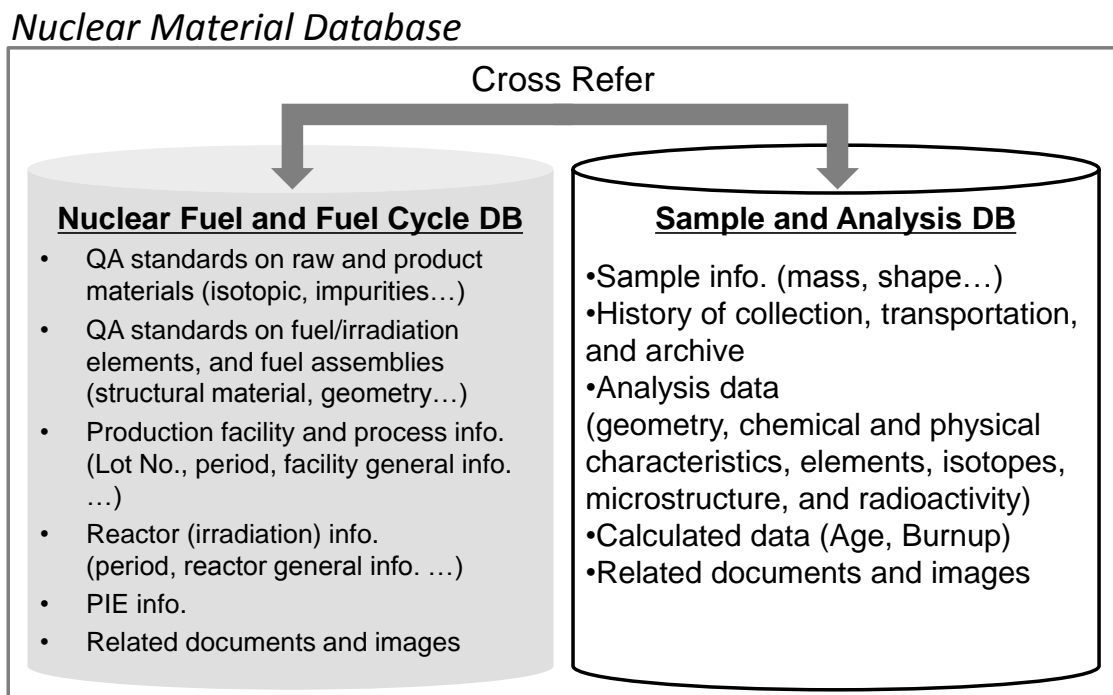 Nuclear Material Database
Cross Refer
Nuclear Fuel and Fuel Cycle DB
• QA standards on raw and product
materials (isotopic, impurities…)
• QA standards on fuel/irradiation
elements, and fuel assemblies
(structural material, geometry…)
• Production facility and process info.
(Lot No., period, facility general info.
…)
• Reactor (irradiation) info.
(period, reactor general info. …)
• PIE info.
• Related documents and images
Sample and Analysis DB
•Sample info. (mass, shape…)
•History of collection, transportation,
and archive
•Analysis data
(geometry, chemical and physical
characteristics, elements, isotopes,
microstructure, and radioactivity)
•Calculated data (Age, Burnup)
•Related documents and images